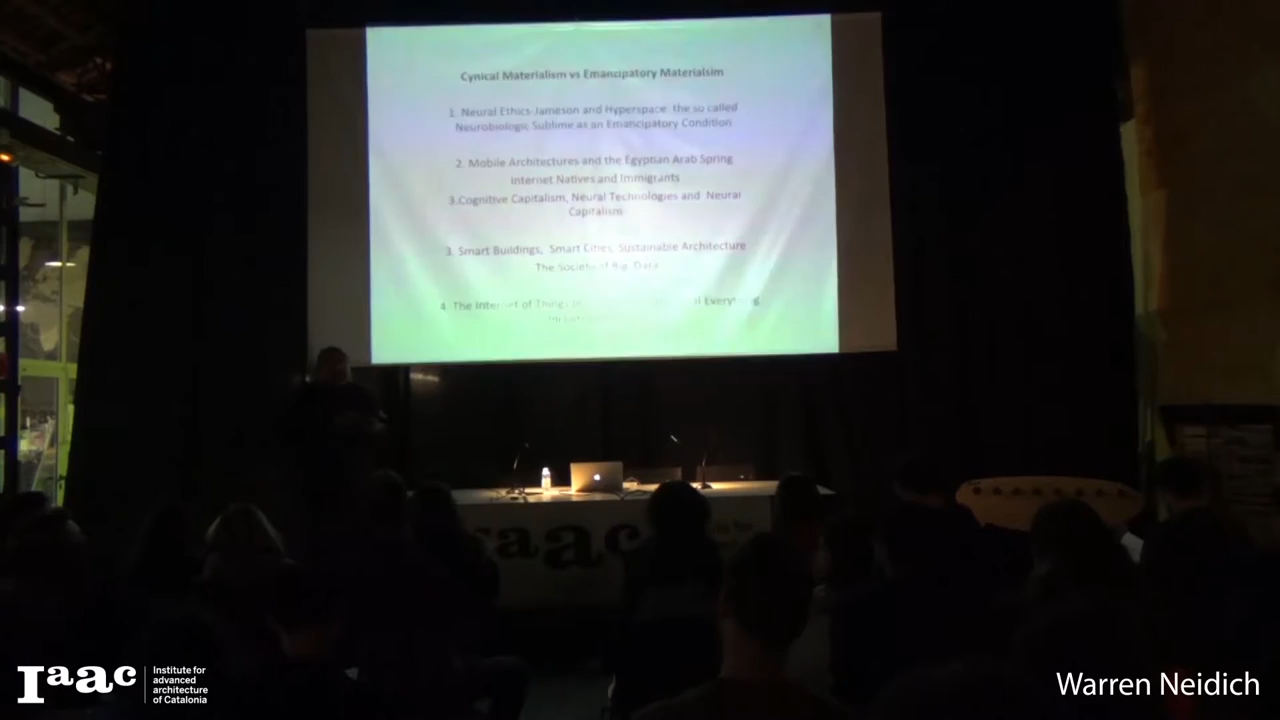 Cynical Materialism vs Emancipatory Materialsim
1. Neural Ethics-Jameson and Hyperspace: the so called
Neurobiologic Sublime as an Emancipatory Condition
2. Mobile Architectures and the Egyptian Arab Spring
Internet Natives and Immigrants
3.Cognitive Capitalism, Neural Technologies and Neural
Capitalism
3. Smart Buildings, Smart Cities, Sustainable Architecture
The Society of Big Data
4. The Internet of Things
Iaac
Iaac
Institute for
advanced
architecture
of Catalonia
Warren Neidich